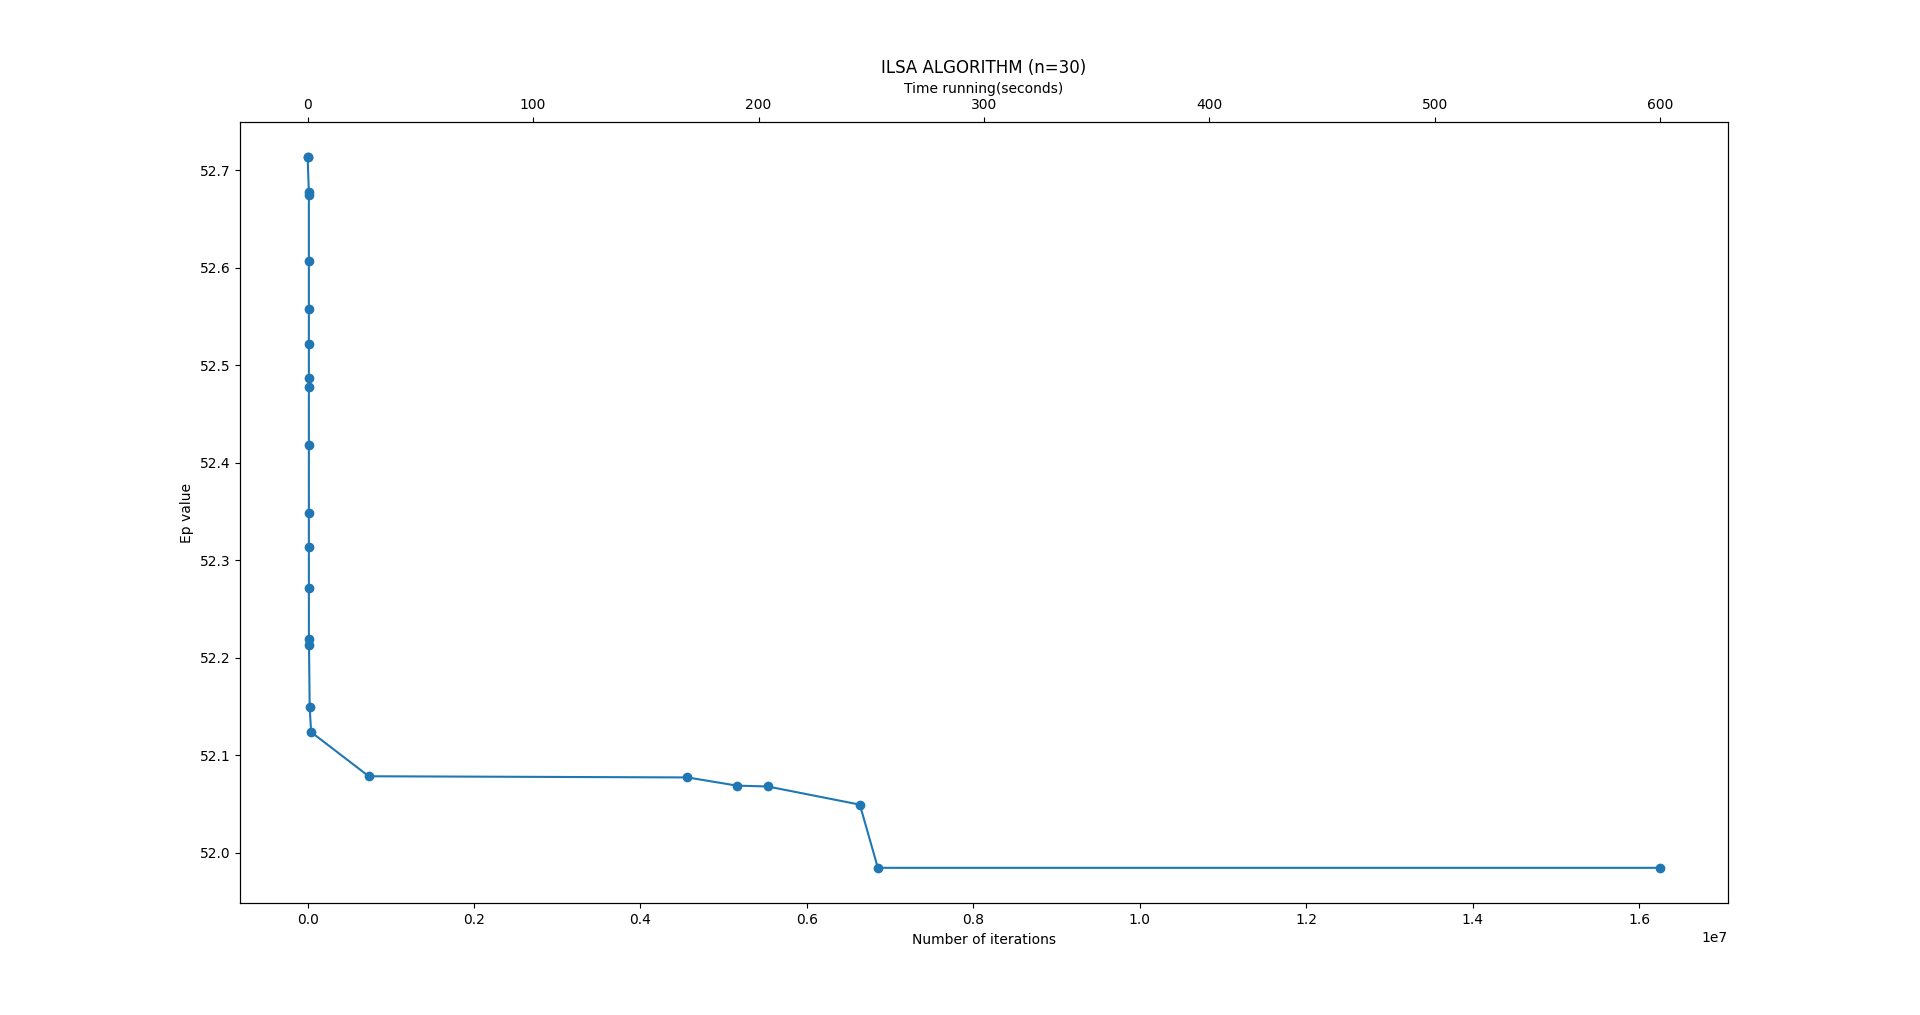 ILSA ALGORITHM (n=30)
Time running(seconds)
0 100 200 300 400 500 600
52.7
52.6
52.5
52.4
52.3
52.2
52.1
52.0
Ep value
0.0 0.2 0.4 0.6 0.8 1.0 1.2 1.4 1.6
1e7
Number of iterations